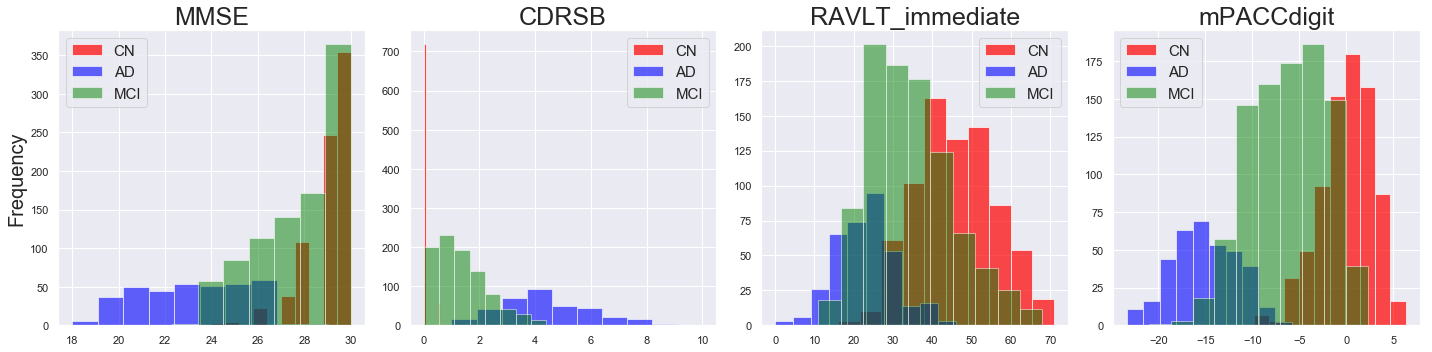 MMSE
Frequency
350
300
250
200
150
100
50
0
CN
AD
MCI
18 20 22 24 26 28 30
CDRSB
700
600
500
400
300
200
100
0
CN
AD
MCI
0 2 4 6 8 10
RAVLT_immediate
200
175
150
125
100
75
50
25
0
CN
AD
MCI
0 10 20 30 40 50 60 70
mPACCdigit
175
150
125
100
75
50
25
0
CN
AD
MCI
−20 −15 −10 −5 0 5